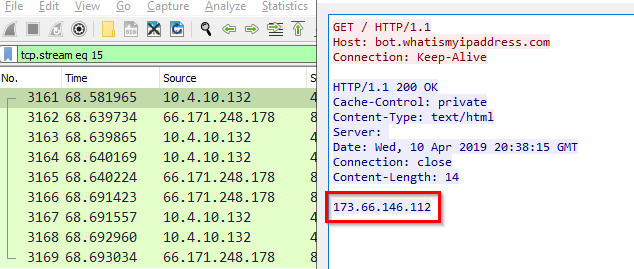 Go Capture Analyze Statistics
tcp.stream eq 15
No. Time Source
3161 68.581965 10.4.10.132 4
3162 68.639734 66.171.248.178 8
3163 68.639865 10.4.10.132 4
3164 68.640169 10.4.10.132 4
3165 68.640224 66.171.248.178 8
3166 68.691423 66.171.248.178 8
3167 68.691557 10.4.10.132 4
3168 68.692960 10.4.10.132 4
3169 68.693034 66.171.248.178 8
GET / HTTP/1.1
Host: bot.whatismyipaddress.com
Connection: Keep-Alive
HTTP/1.1 200 OK
Cache-Control: private
Content-Type: text/html
Server:
Date: Wed, 10 Apr 2019 20:38:15 GMT
Connection: close
Content-Length: 14
173.66.146.112